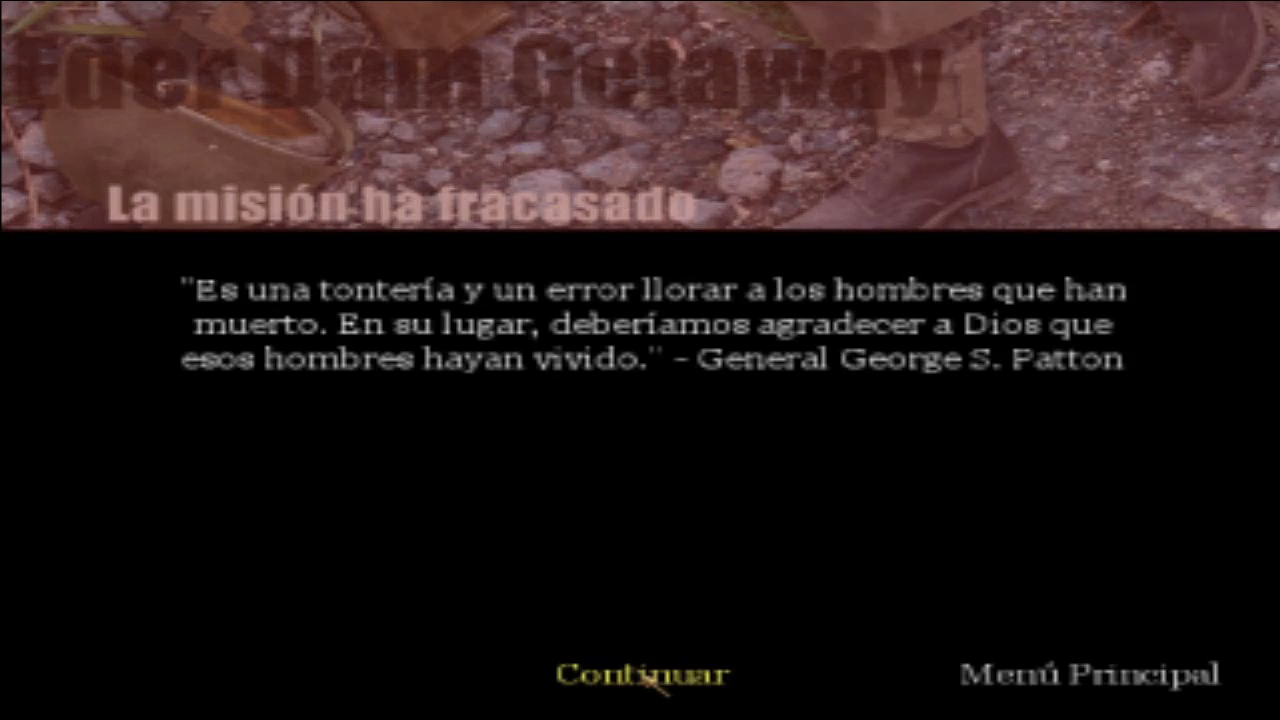 Eder Dam Getaway
La misión ha fracasado
"Es una tontería y un error llorar a los hombres que han
muerto. En su lugar, deberíamos agradecer a Dios que
esos hombres hayan vivido." - General George S. Patton
Continuar
Menú Principal